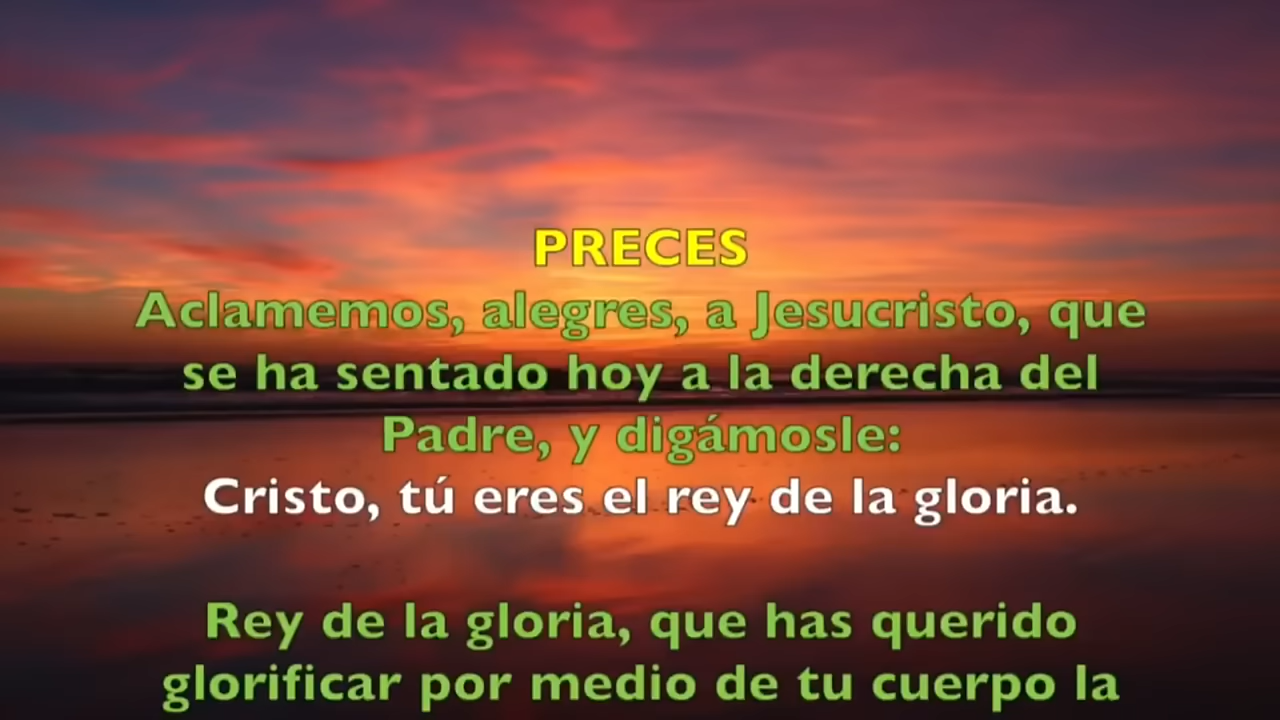 PRECES
Aclamemos, alegres, a Jesucristo, que
se ha sentado hoy a la derecha del
Padre, y digámosle:
Cristo, tú eres el rey de la gloria.
Rey de la gloria, que has querido
glorificar por medio de tu cuerpo la